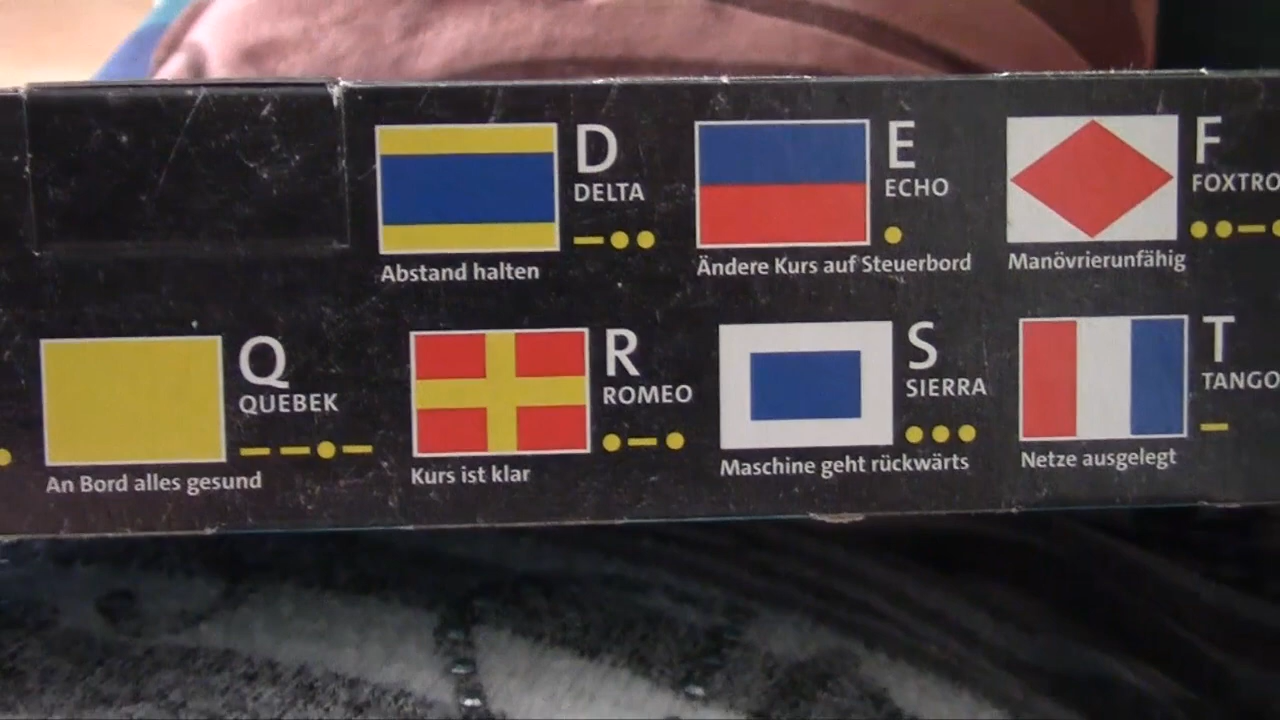 D
DELTA
Abstand halten
E
ECHO
Ändere Kurs auf Steuerbord
F
FOXTRO
Manövrierunfähig
Q
QUEBEK
An Bord alles gesund
R
ROMEO
Kurs ist klar
S
SIERRA
Maschine geht rückwärts
T
TANGO
Netze ausgelegt